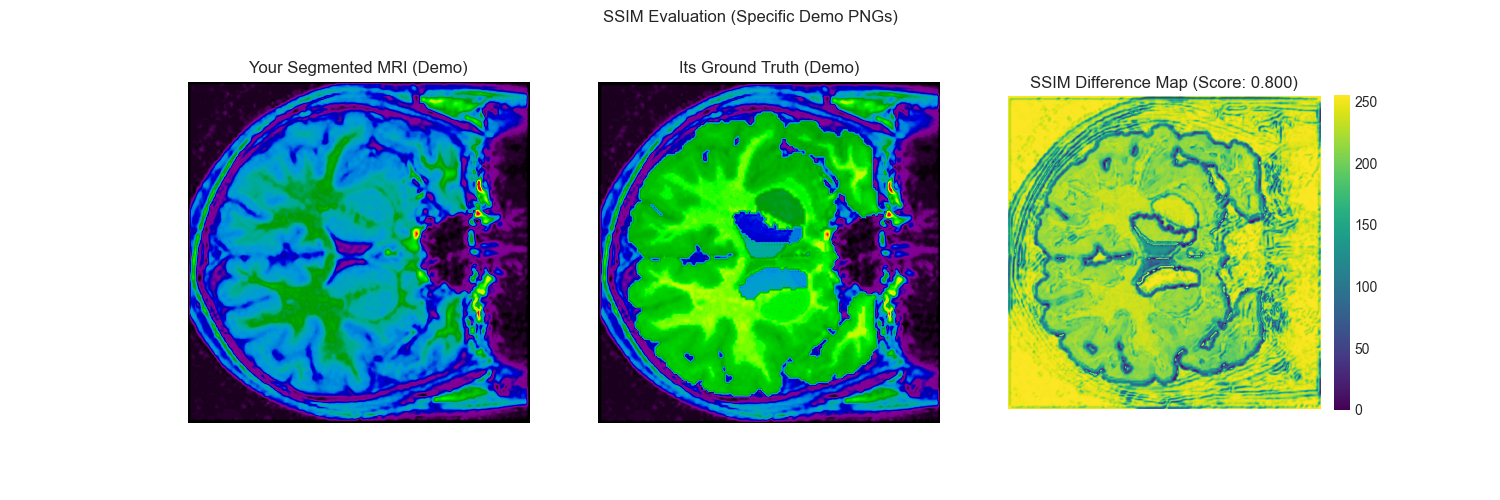 SSIM Evaluation (Specific Demo PNGs)
Your Segmented MRI (Demo)
Its Ground Truth (Demo)
SSIM Difference Map (Score: 0.800)
250
200
150
100
50
0